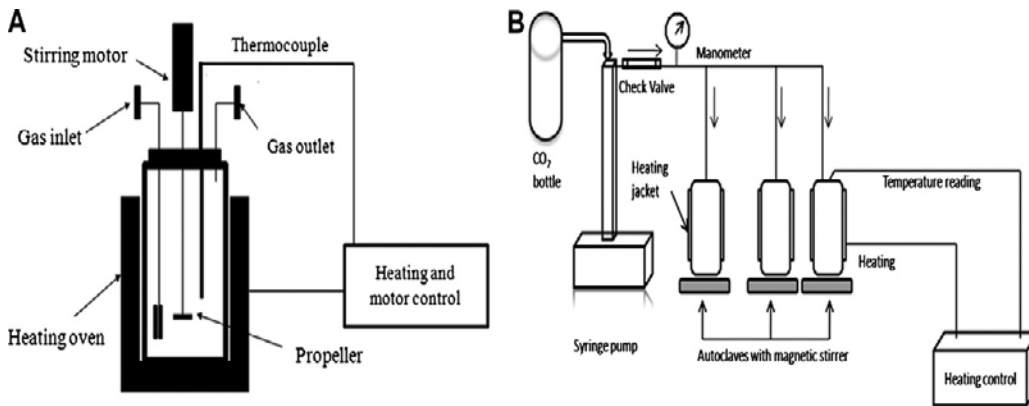 A
Stirring motor
Thermocouple
Gas inlet
Gas outlet
Heating and
motor control
Heating oven
Propeller
B
Manometer
Check Valve
CO₂
bottle
Heating
jacket
Temperature reading
Heating
Syringe pump
Autoclaves with magnetic stirrer
Heating control